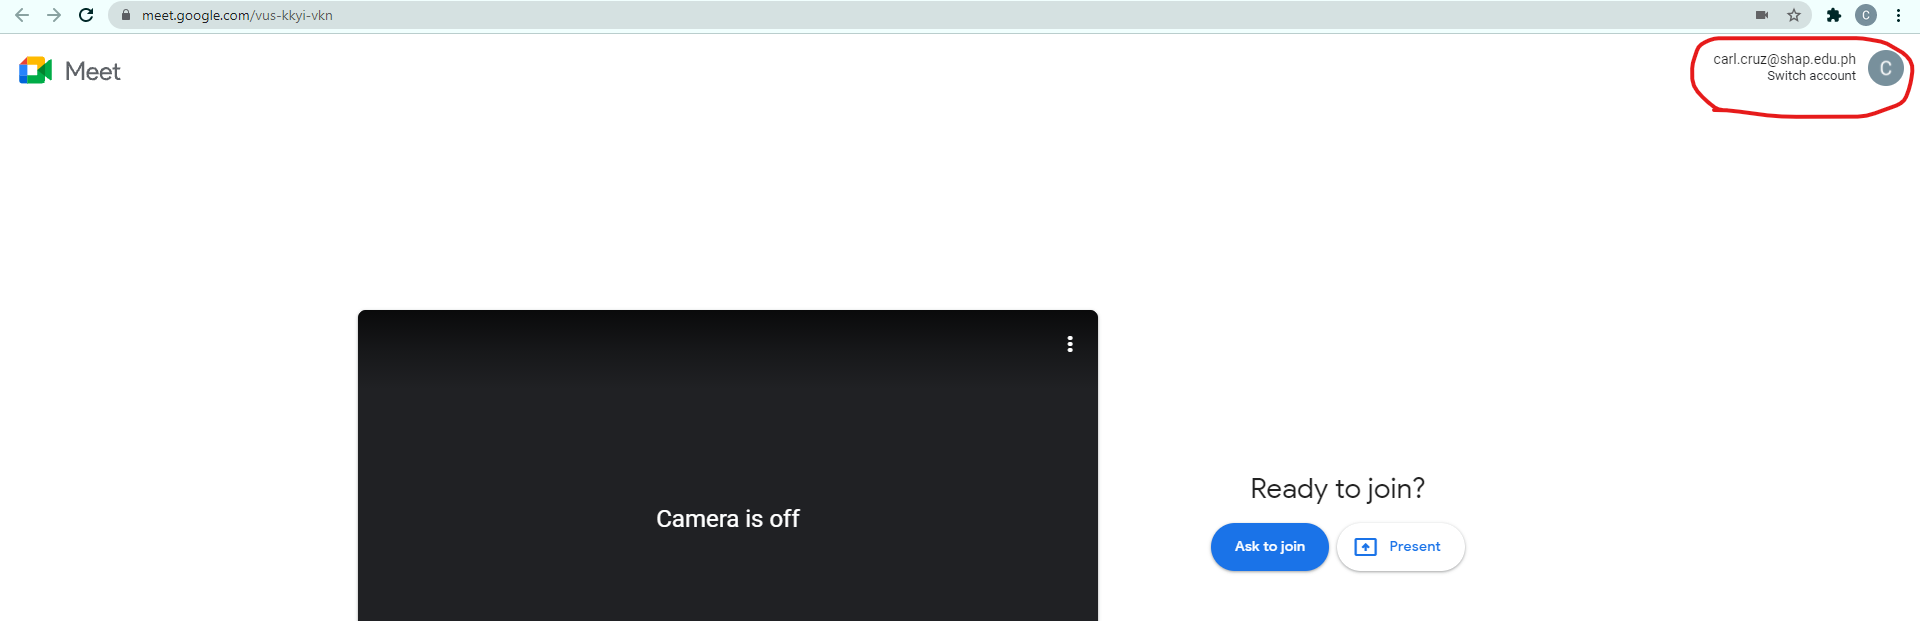 meet.google.com/vus-kkyi-vkn
C
Meet
carl.cruz@shap.edu.ph
Switch account
C
Camera is off
Ready to join?
Ask to join
Present